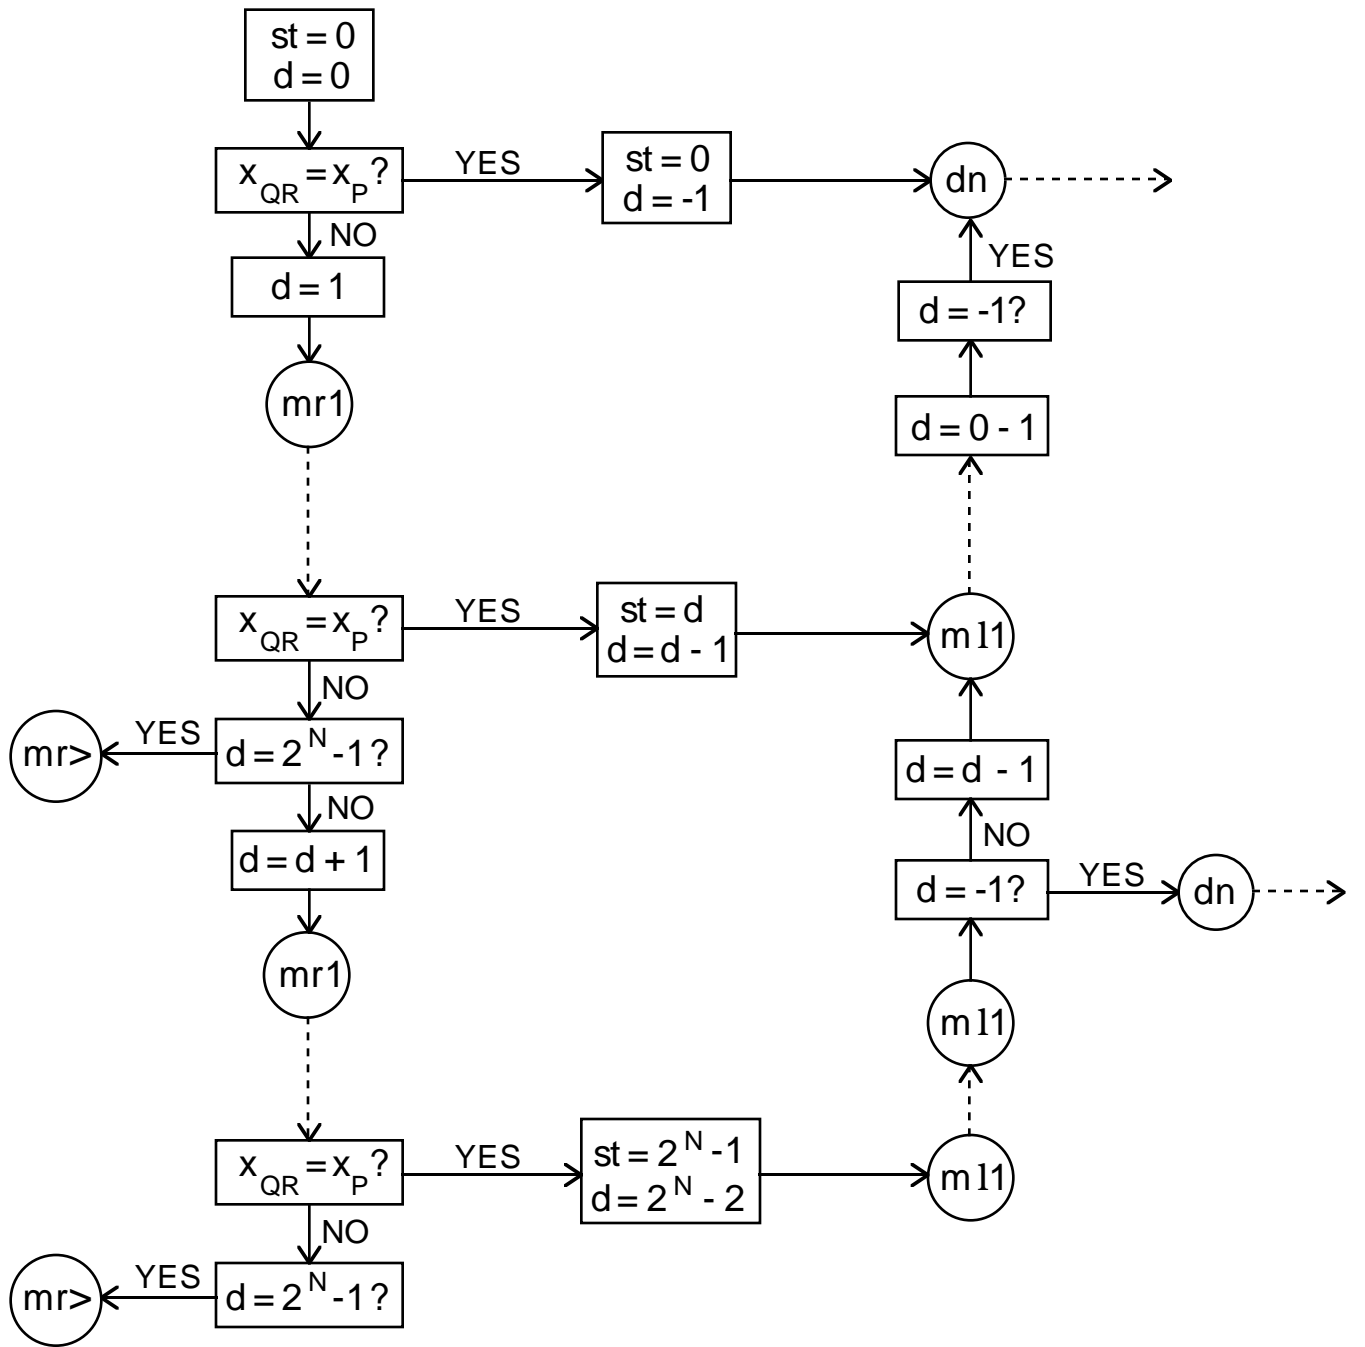 st = 0
d = 0
x_QR = x_P ?
YES
st = 0
d = -1
dn
NO
YES
d = 1
d = -1?
mr1
d = 0 - 1
x_QR = x_P ?
YES
st = d
d = d - 1
ml1
NO
mr>
YES
d = 2^N -1?
d = d - 1
NO
NO
d = d + 1
d = -1?
YES
dn
mr1
ml1
x_QR = x_P ?
YES
st = 2^N -1
d = 2^N - 2
ml1
NO
mr>
YES
d = 2^N -1?